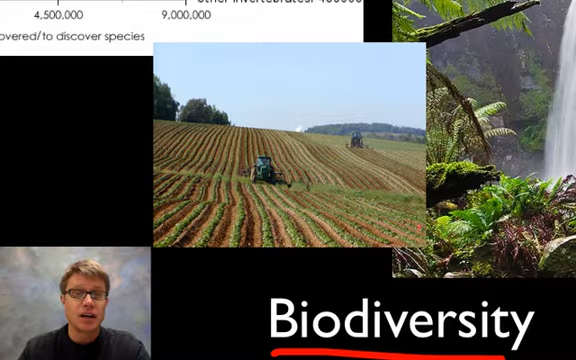 other invertebrates: 400000
4,500,000 9,000,000
overed/to discover species
Biodiversity